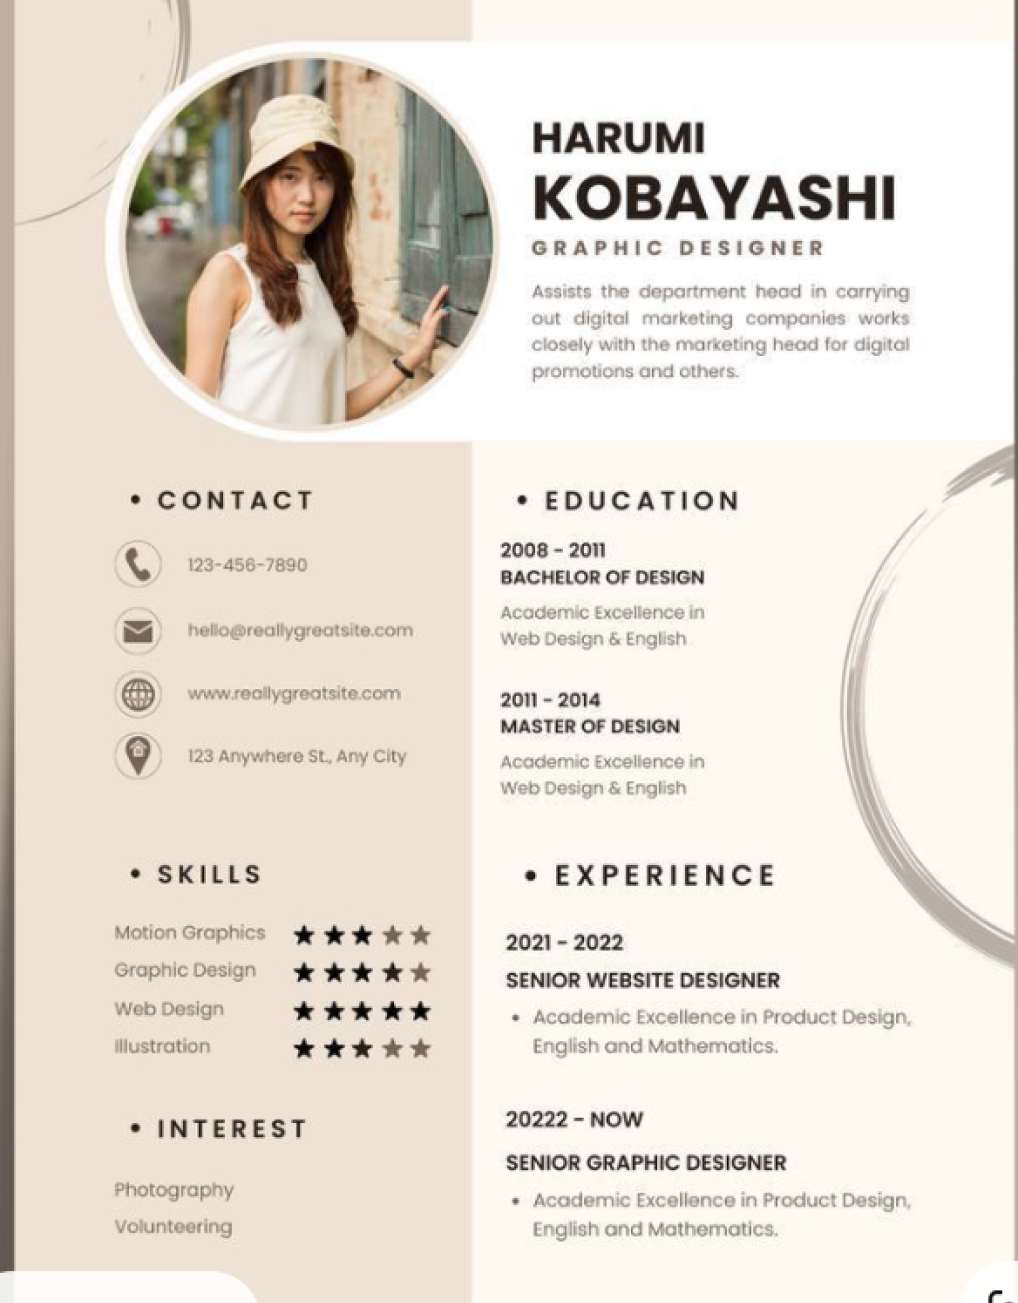 HARUMI
KOBAYASHI
GRAPHIC DESIGNER
Assists the department head in carrying
out digital marketing companies works
closely with the marketing head for digital
promotions and others.
• CONTACT
123-456-7890
hello@reallygreatsite.com
www.reallygreatsite.com
123 Anywhere St., Any City
• SKILLS
Motion Graphics
Graphic Design
Web Design
Illustration
• INTEREST
Photography
Volunteering
• EDUCATION
2008 - 2011
BACHELOR OF DESIGN
Academic Excellence in
Web Design & English
2011 - 2014
MASTER OF DESIGN
Academic Excellence in
Web Design & English
• EXPERIENCE
2021 - 2022
SENIOR WEBSITE DESIGNER
• Academic Excellence in Product Design,
English and Mathematics.
20222 - NOW
SENIOR GRAPHIC DESIGNER
• Academic Excellence in Product Design,
English and Mathematics.